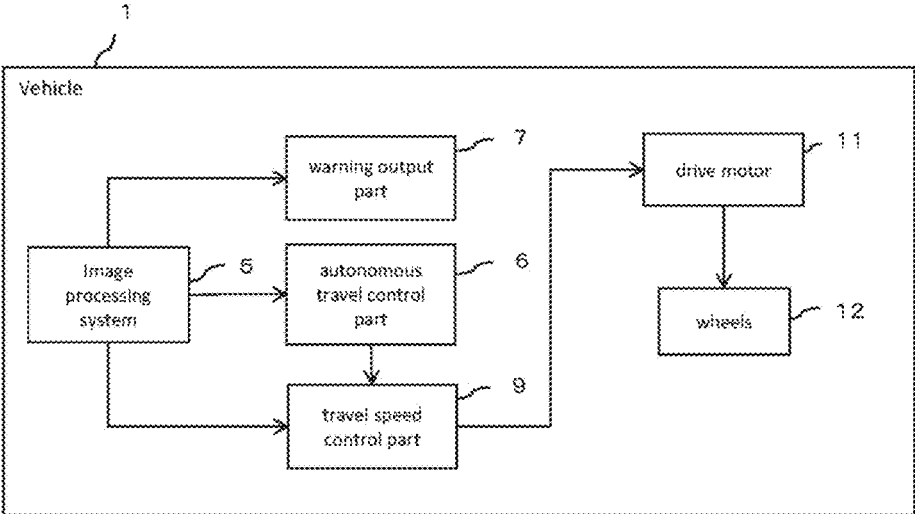 1
Vehicle
7
warning output
part
11
drive motor
Image
processing
system
5
autonomous
travel control
part
6
wheels
12
travel speed
control part
9